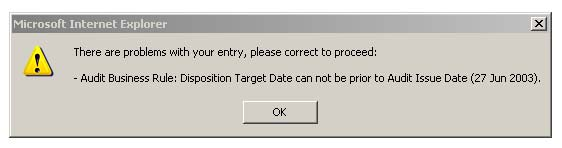 Microsoft Internet Explorer
There are problems with your entry, please correct to proceed:
- Audit Business Rule: Disposition Target Date can not be prior to Audit Issue Date (27 Jun 2003).
OK